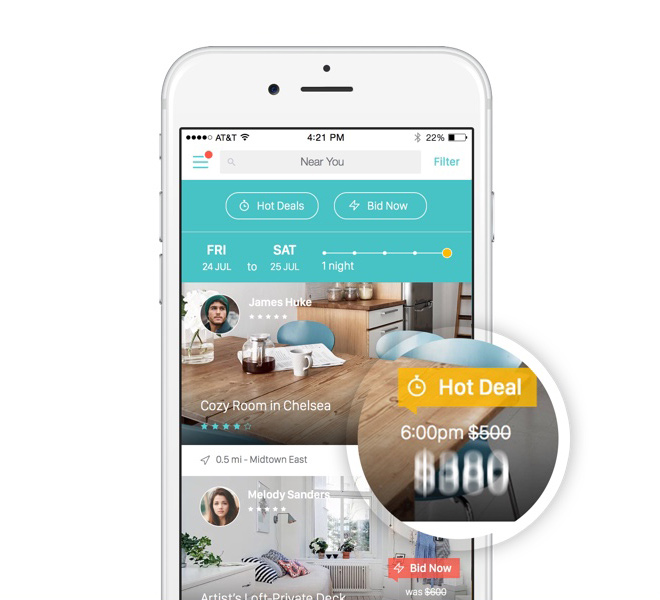 AT&T
4:21 PM
22%
Near You
Filter
Hot Deals
Bid Now
FRI
24 JUL
to
SAT
25 JUL
1 night
James Huke
Cozy Room in Chelsea
0.5 mi - Midtown East
Hot Deal
6:00pm $500
Melody Sanders
Bid Now
was $600
Artist's Loft-Private Deck